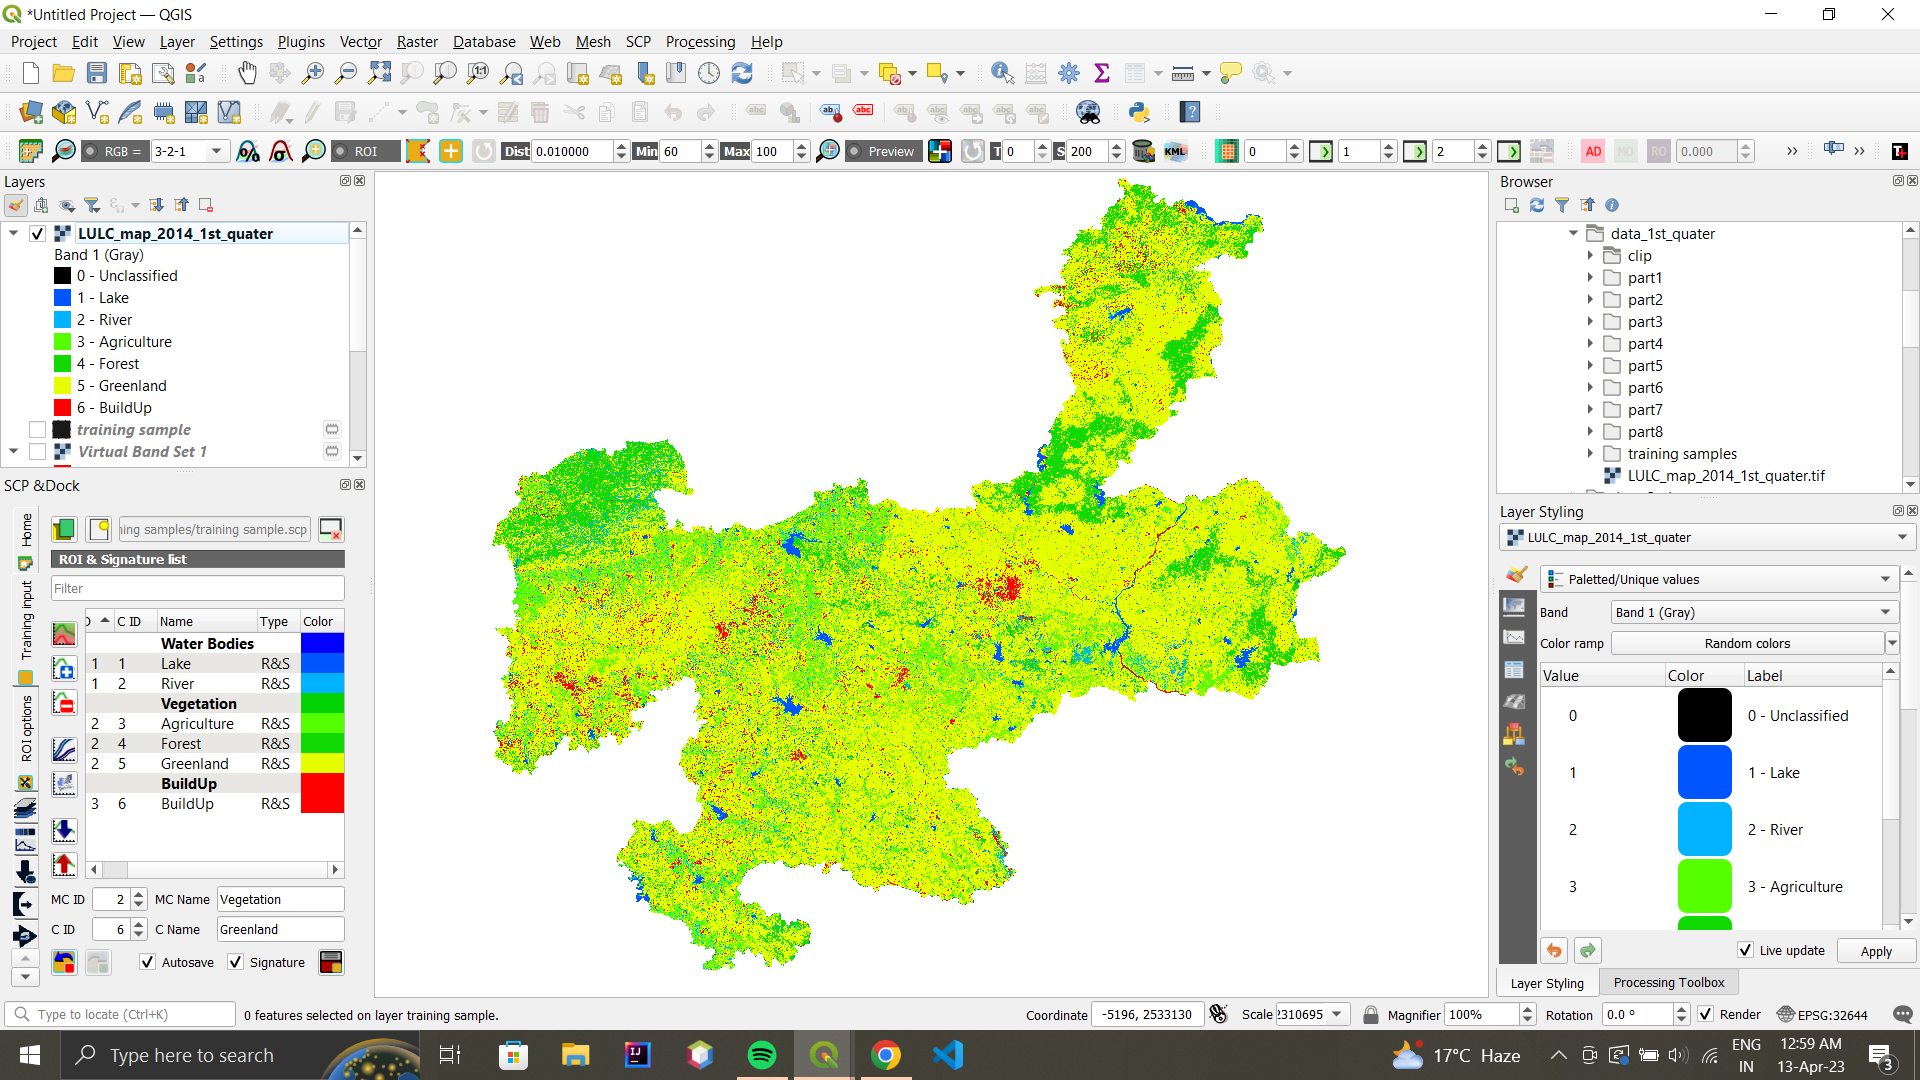 *Untitled Project — QGIS
Project Edit View Layer Settings Plugins Vector Raster Database Web Mesh SCP Processing Help
RGB = 3-2-1 ROI Dist 0.010000 Min 60 Max 100 Preview T 0 S 200 KML 0 1 2 AD MO RO 0.000
Layers
LULC_map_2014_1st_quater
Band 1 (Gray)
0 - Unclassified
1 - Lake
2 - River
3 - Agriculture
4 - Forest
5 - Greenland
6 - BuildUp
training sample
Virtual Band Set 1
SCP &Dock
Home
Training input
ROI options
ning samples/training sample.scp
ROI & Signature list
Filter
C ID Name Type Color
Water Bodies
1 1 Lake R&S
1 2 River R&S
Vegetation
2 3 Agriculture R&S
2 4 Forest R&S
2 5 Greenland R&S
BuildUp
3 6 BuildUp R&S
MC ID 2 MC Name Vegetation
C ID 6 C Name Greenland
Autosave Signature
Browser
data_1st_quater
clip
part1
part2
part3
part4
part5
part6
part7
part8
training samples
LULC_map_2014_1st_quater.tif
Layer Styling
LULC_map_2014_1st_quater
Paletted/Unique values
Band Band 1 (Gray)
Color ramp Random colors
Value Color Label
0 0 - Unclassified
1 1 - Lake
2 2 - River
3 3 - Agriculture
Live update Apply
Layer Styling Processing Toolbox
Type to locate (Ctrl+K) 0 features selected on layer training sample. Coordinate -5196, 2533130 Scale 2310695 Magnifier 100% Rotation 0.0 ° Render EPSG:32644
Type here to search 17°C Haze ENG IN 12:59 AM 13-Apr-23 3